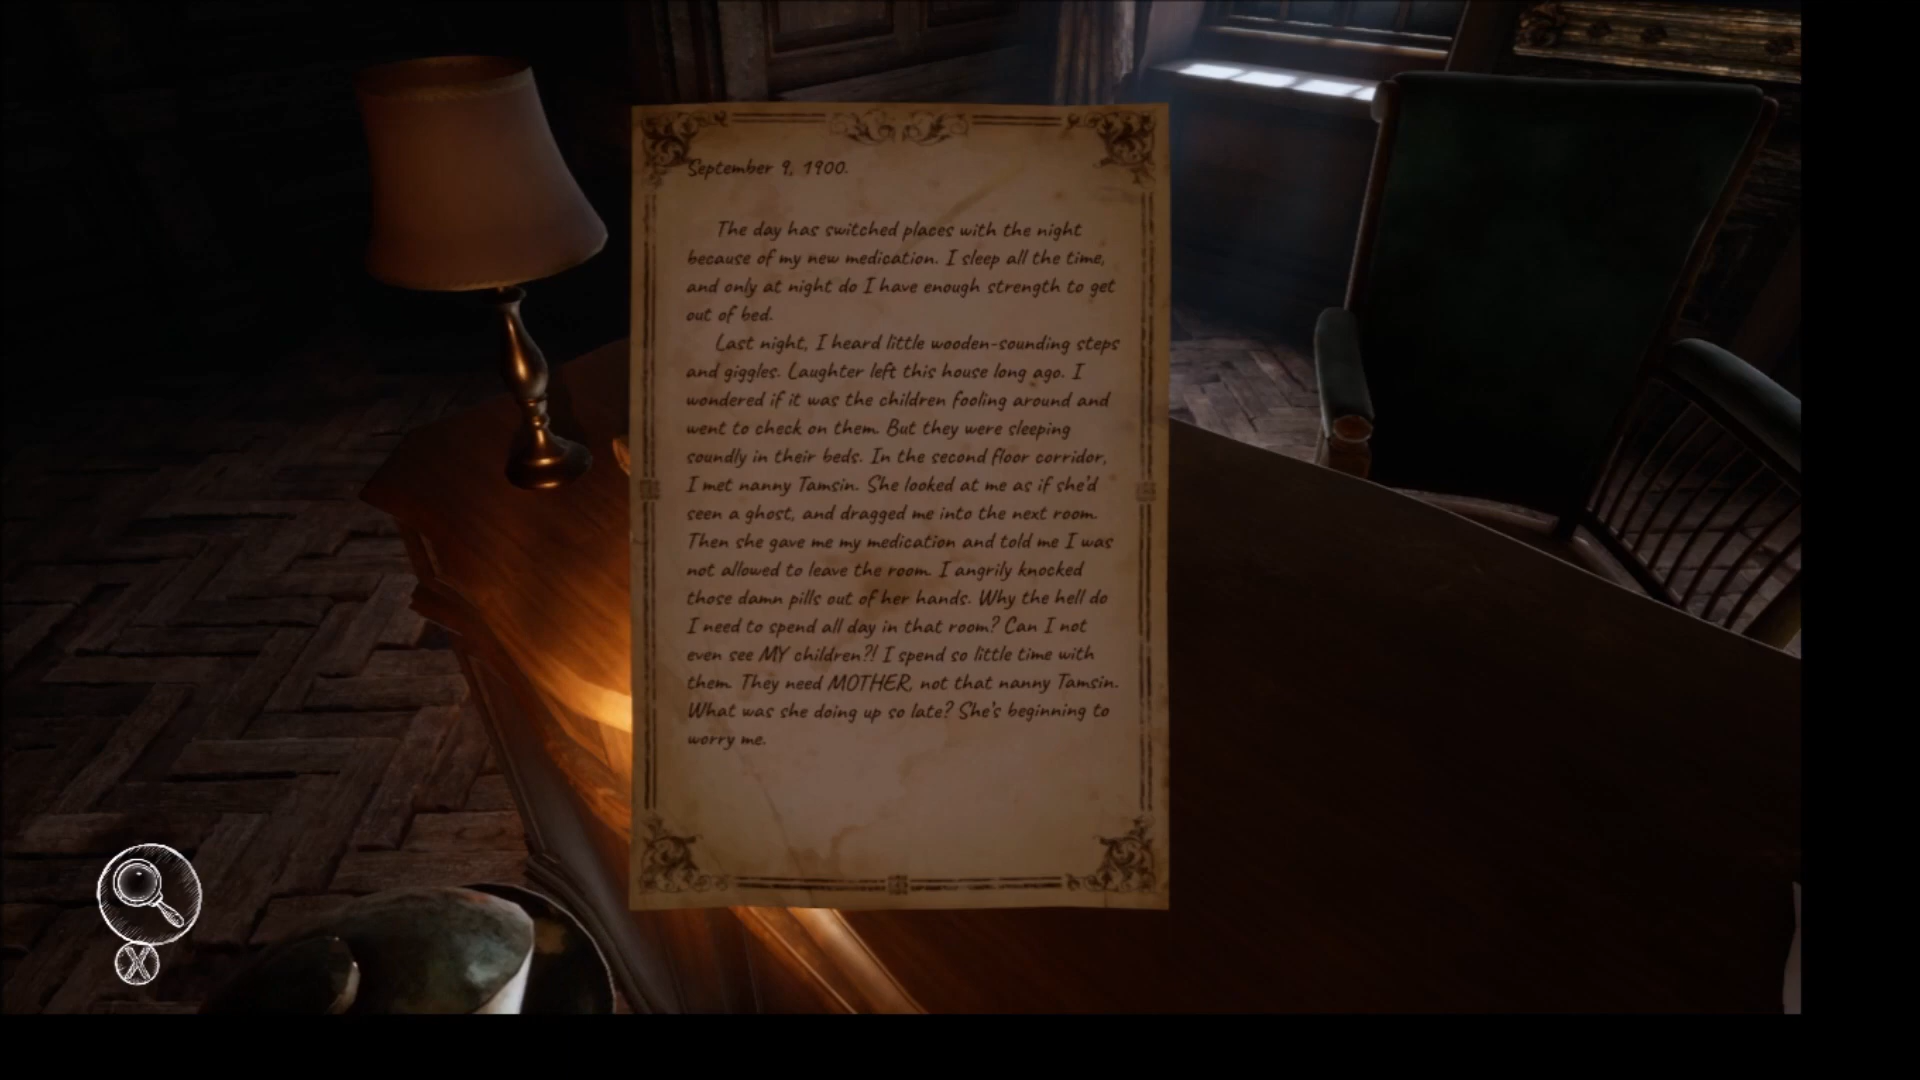 September 9, 1900.
The day has switched places with the night
because of my new medication. I sleep all the time,
and only at night do I have enough strength to get
out of bed.
Last night, I heard little wooden-sounding steps
and giggles. Laughter left this house long ago. I
wondered if it was the children fooling around and
went to check on them. But they were sleeping
soundly in their beds. In the second floor corridor,
I met nanny Tamsin. She looked at me as if she'd
seen a ghost, and dragged me into the next room.
Then she gave me my medication and told me I was
not allowed to leave the room. I angrily knocked
those damn pills out of her hands. Why the hell do
I need to spend all day in that room? Can I not
even see MY children?! I spend so little time with
them. They need MOTHER, not that nanny Tamsin.
What was she doing up so late? She's beginning to
worry me.
X